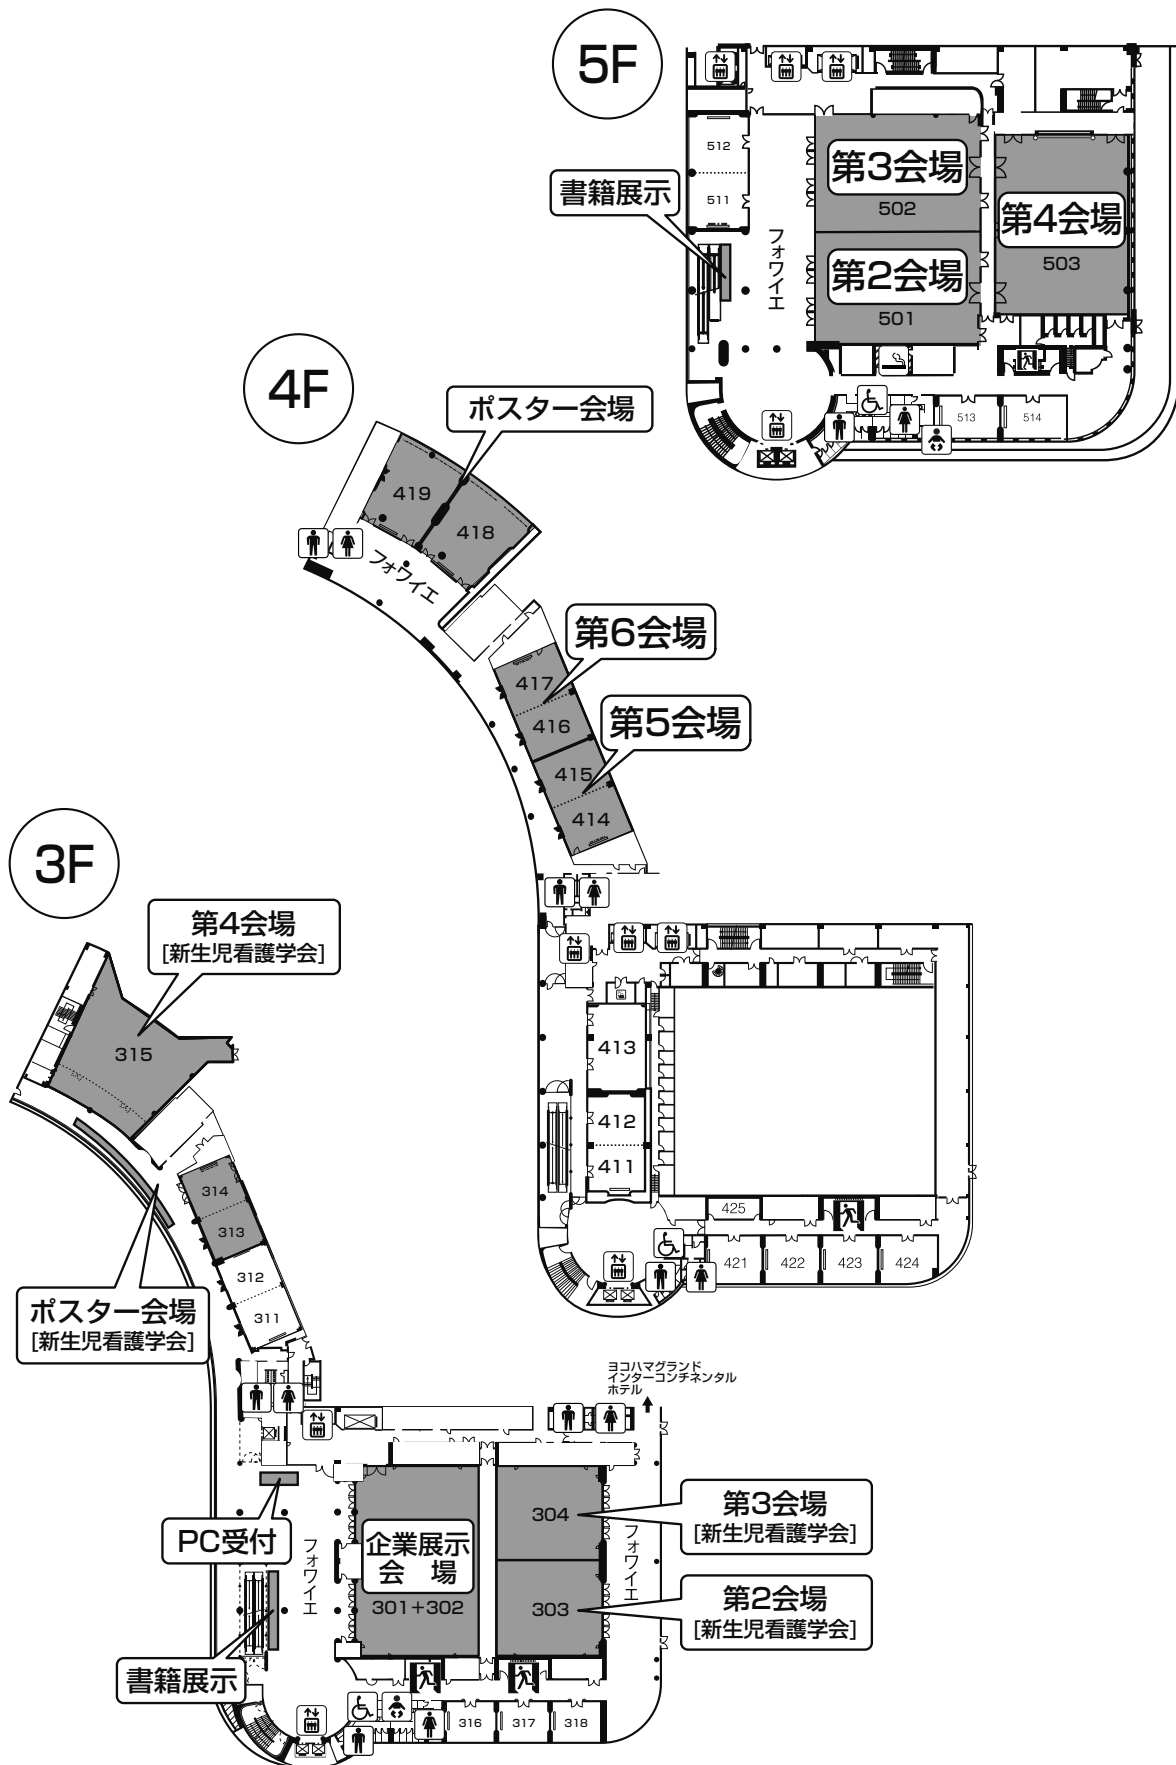 5F
512
511
書籍展示
フォワイエ
第3会場
502
第2会場
501
第4会場
503
513
514
4F
ポスター会場
419
418
フォワイエ
第6会場
417
416
第5会場
415
414
413
412
411
425
421
422
423
424
3F
第4会場
[新生児看護学会]
315
314
313
312
311
ポスター会場
[新生児看護学会]
ヨコハマグランド
インターコンチネンタル
ホテル
PC受付
フォワイエ
企業展示
会 場
301+302
304
第3会場
[新生児看護学会]
フォワイエ
303
第2会場
[新生児看護学会]
書籍展示
316
317
318